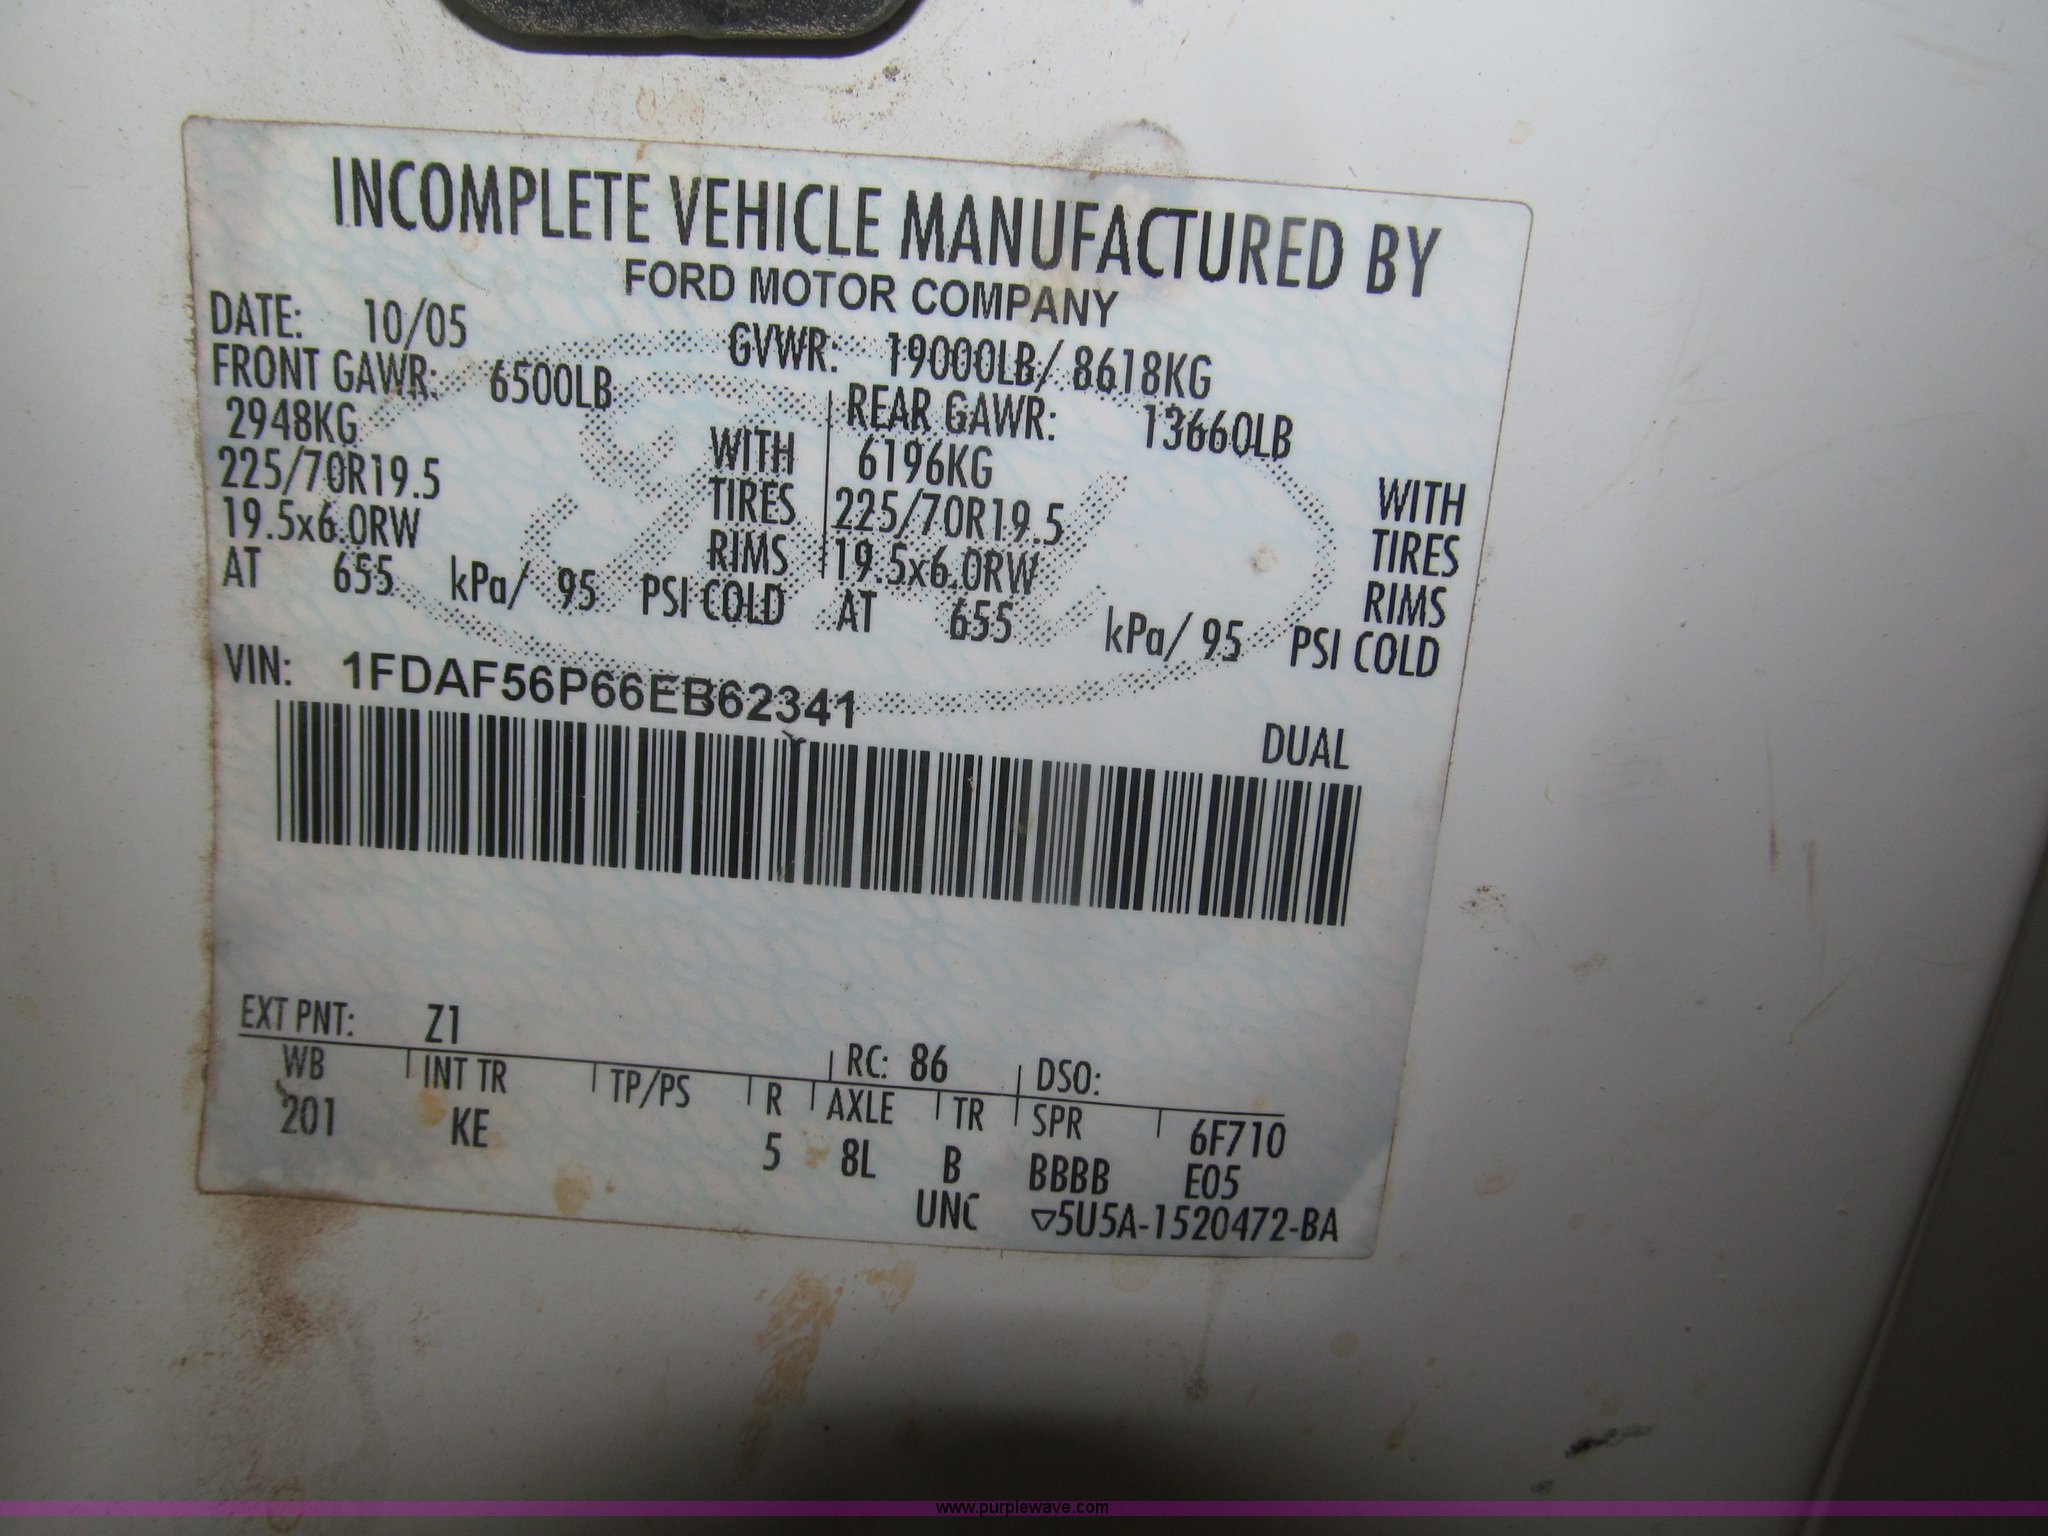 INCOMPLETE VEHICLE MANUFACTURED BY
FORD MOTOR COMPANY
DATE: 10/05 GVWR: 19000LB/ 8618KG
FRONT GAWR: 6500LB REAR GAWR: 13660LB
2948KG WITH 6196KG WITH
225/70R19.5 TIRES 225/70R19.5 TIRES
19.5x6.0RW RIMS 19.5x6.0RW RIMS
AT 655 kPa/ 95 PSI COLD AT 655 kPa/ 95 PSI COLD
VIN: 1FDAF56P66EB62341
DUAL
EXT PNT: Z1 RC: 86 DSO:
WB INT TR TP/PS R AXLE TR SPR 6F710
201 KE 5 8L B BBBB E05
UNC ▽5U5A-1520472-BA
www.purplewave.com